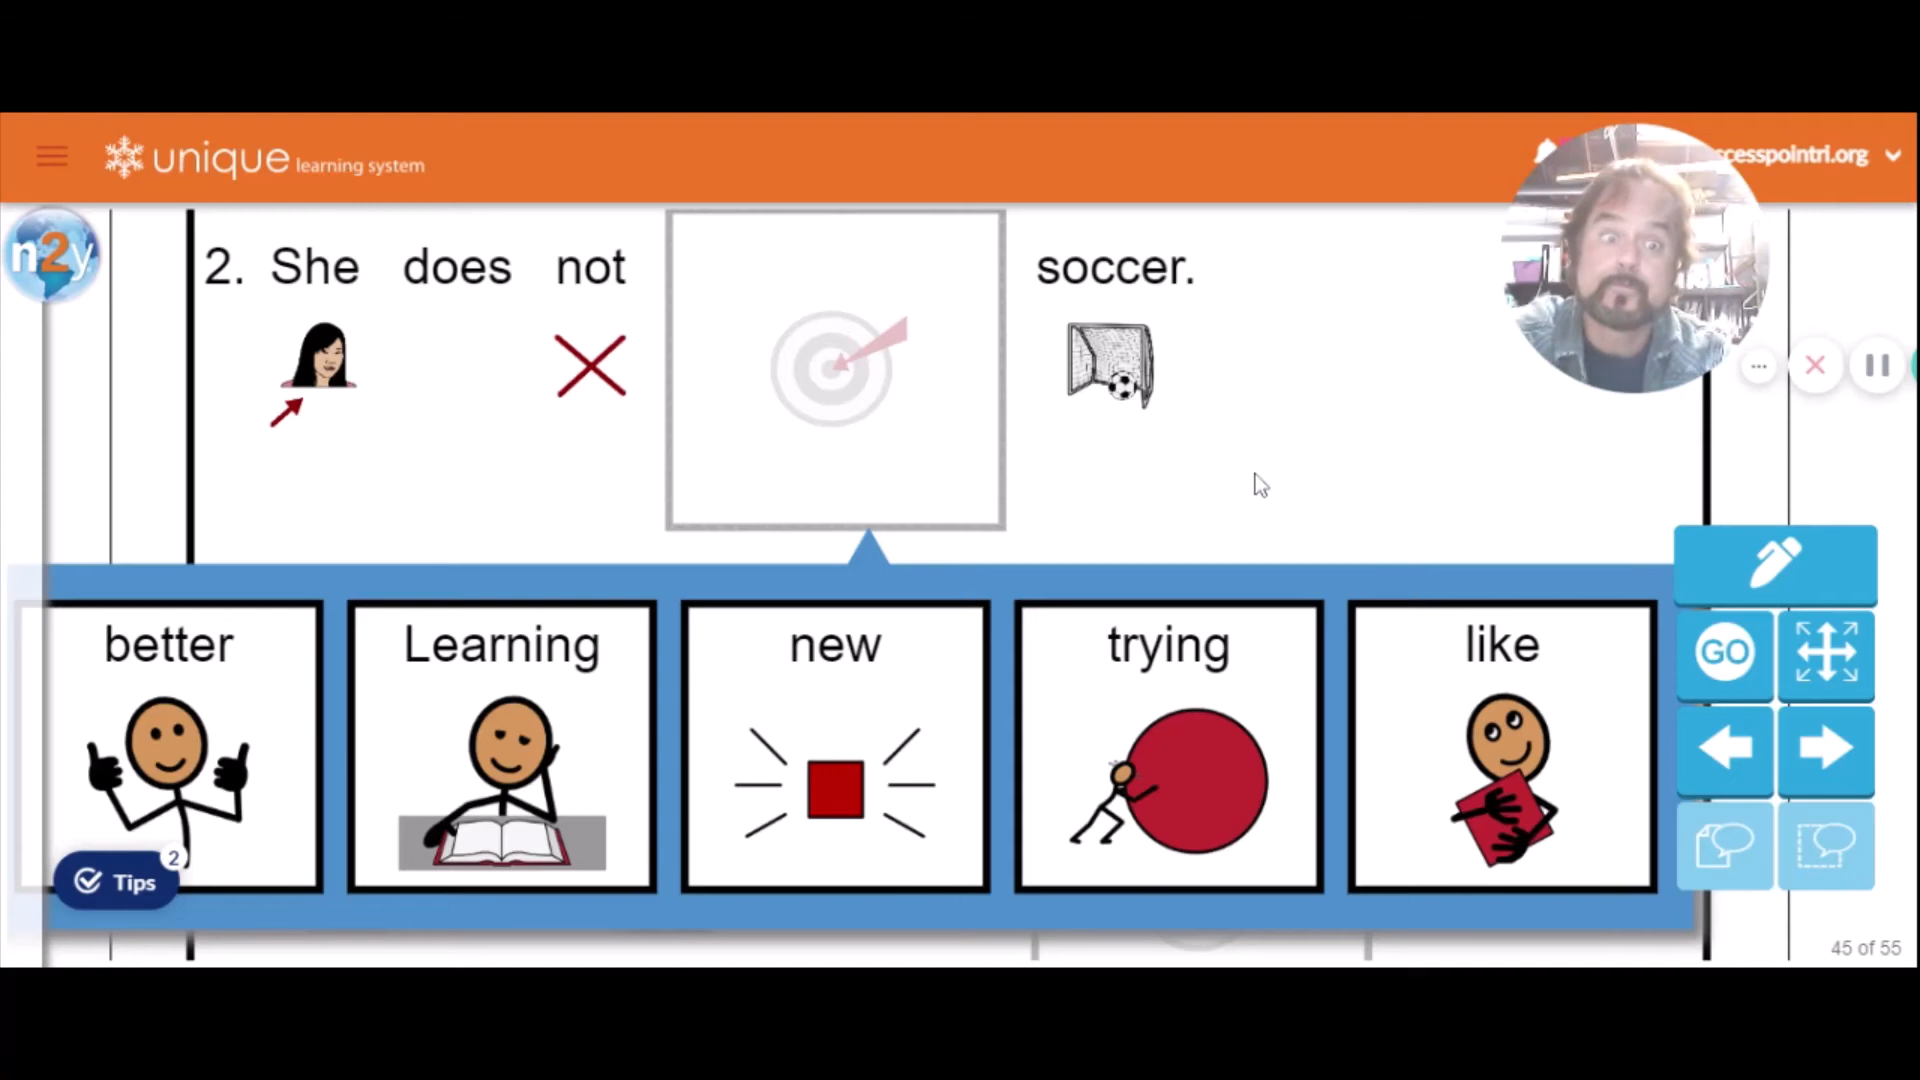 unique learning system
ccesspointri.org
n2y
2. She does not soccer.
better Learning new trying like
GO
Tips 2
45 of 55